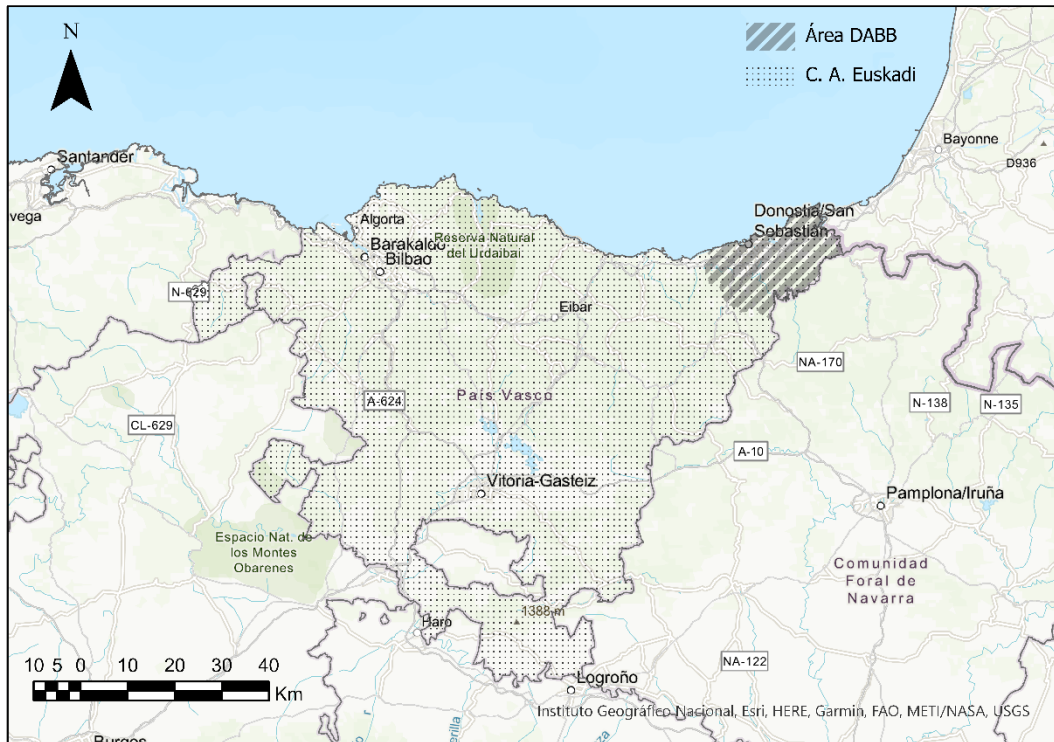 N
Área DABB
C. A. Euskadi
Santander
Bayonne
D936
vega
Algorta
Donostia/San
Sebastián
Reserva Natural
del Urdaibai
Barakaldo
Bilbao
N-629
Eibar
NA-170
País Vasco
A-624
N-138
N-135
CL-629
A-10
Vitoria-Gasteiz
Pamplona/Iruña
Espacio Nat. de
los Montes
Obarenes
Comunidad
Foral de
Navarra
1388 m
Haro
10 5 0 10 20 30 40
Km
NA-122
Logroño
Instituto Geográfico Nacional, Esri, HERE, Garmin, FAO, METI/NASA, USGS
Burgos